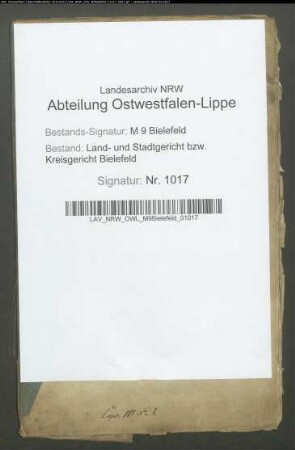 Landesarchiv NRW
Abteilung Ostwestfalen-Lippe
Bestands-Signatur: M 9 Bielefeld
Bestand: Land- und Stadtgericht bzw.
Kreisgericht Bielefeld
Signatur: Nr. 1017
LAV_NRW_OWL_M9Bielefeld_01017